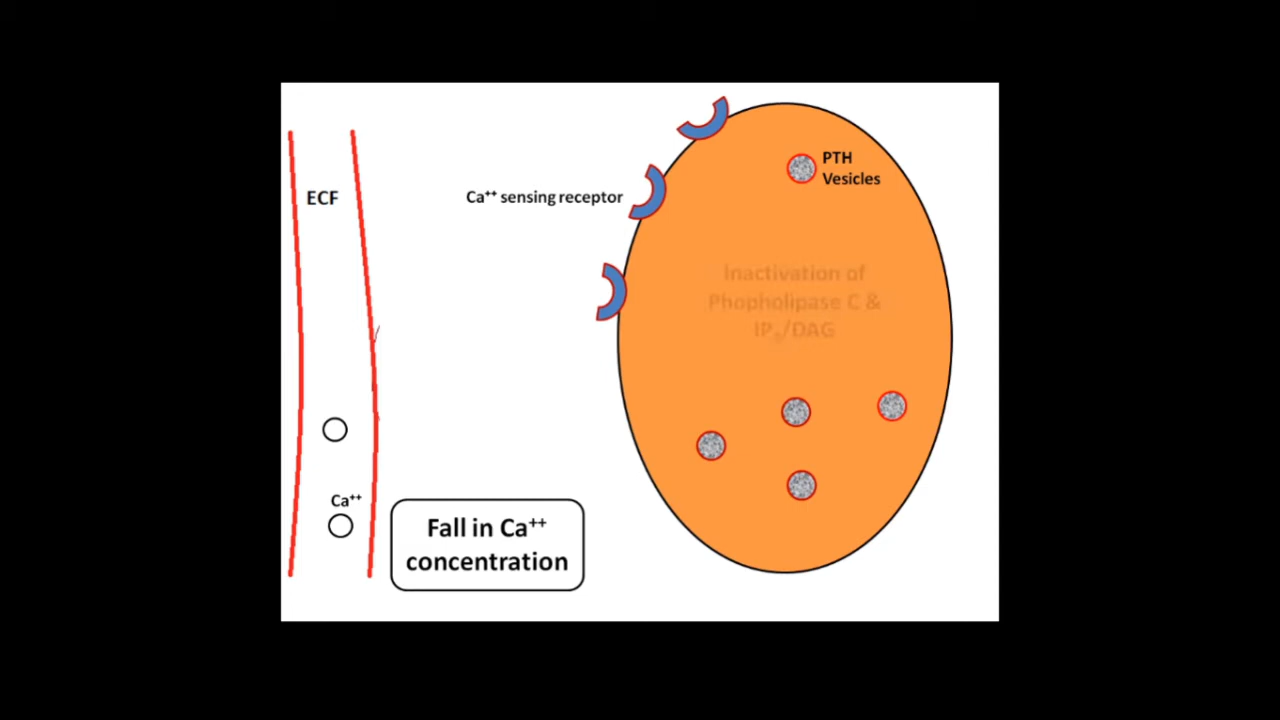 ECF
Ca⁺⁺ sensing receptor
PTH
Vesicles
Inactivation of
Phopholipase C &
IP₃/DAG
Ca⁺⁺
Fall in Ca⁺⁺
concentration